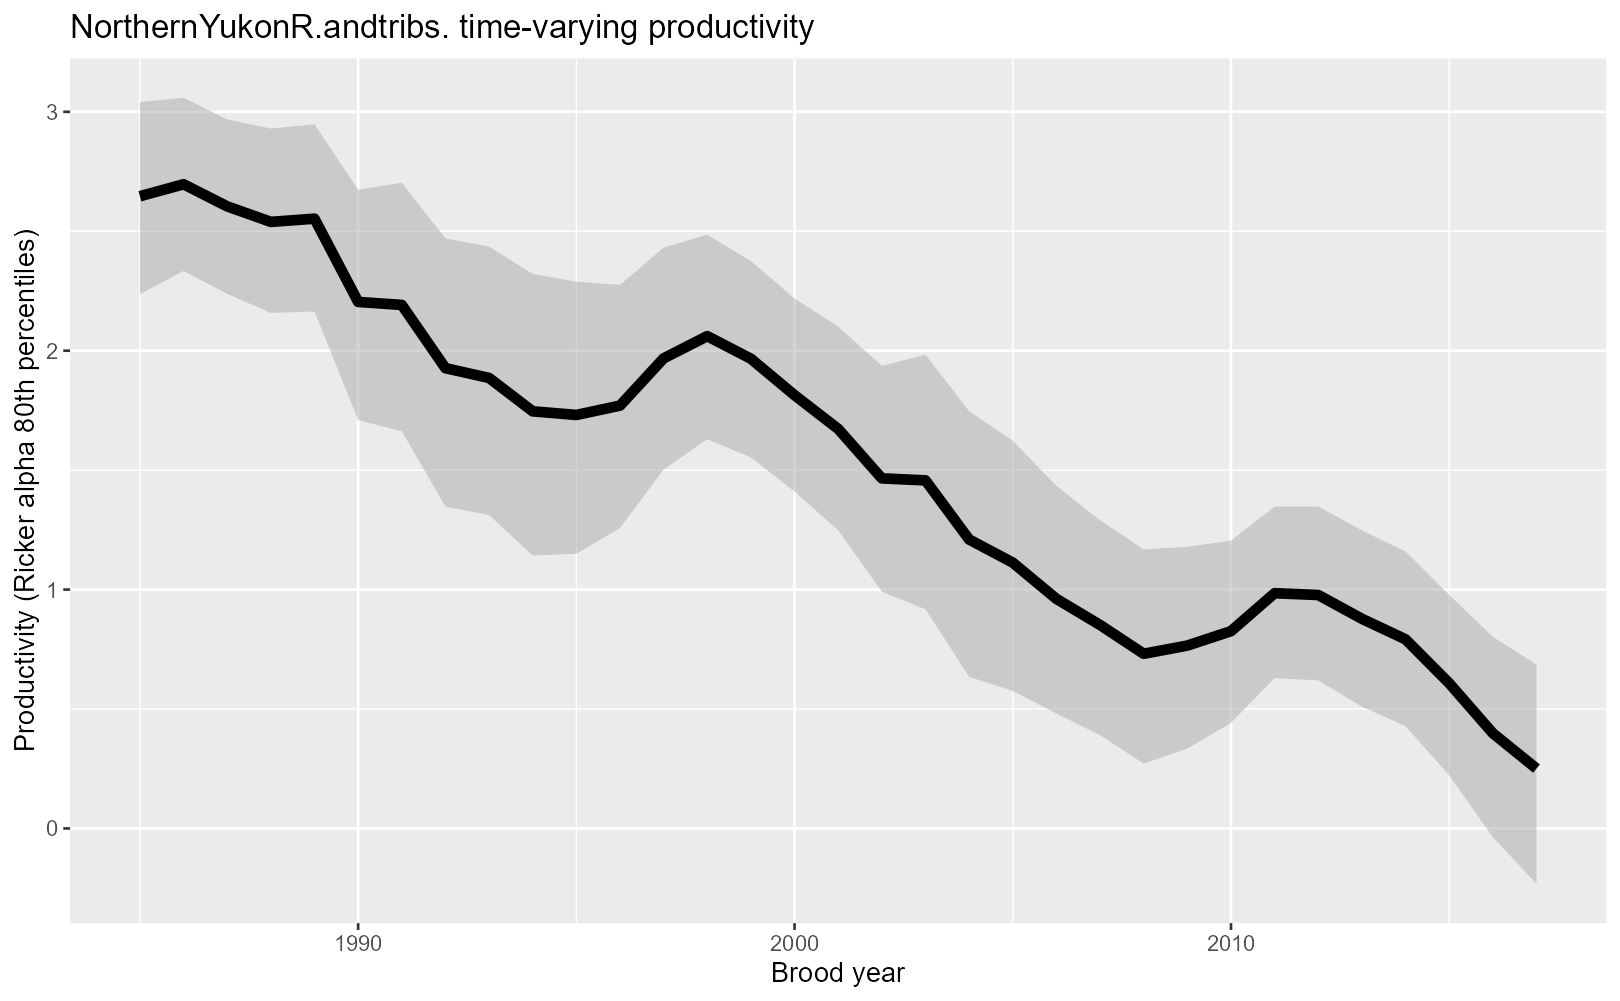 NorthernYukonR.andtribs. time-varying productivity
Productivity (Ricker alpha 80th percentiles)
3
2
1
0
1990
2000
2010
Brood year